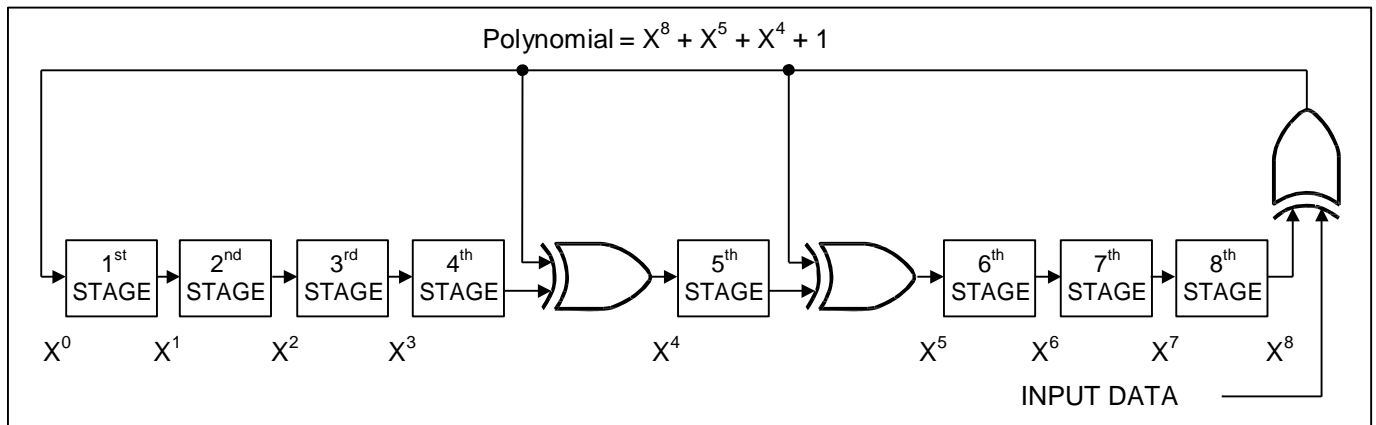 Polynomial = X⁸ + X⁵ + X⁴ + 1
1st STAGE
2nd STAGE
3rd STAGE
4th STAGE
5th STAGE
6th STAGE
7th STAGE
8th STAGE
X⁰ X¹ X² X³ X⁴ X⁵ X⁶ X⁷ X⁸
INPUT DATA